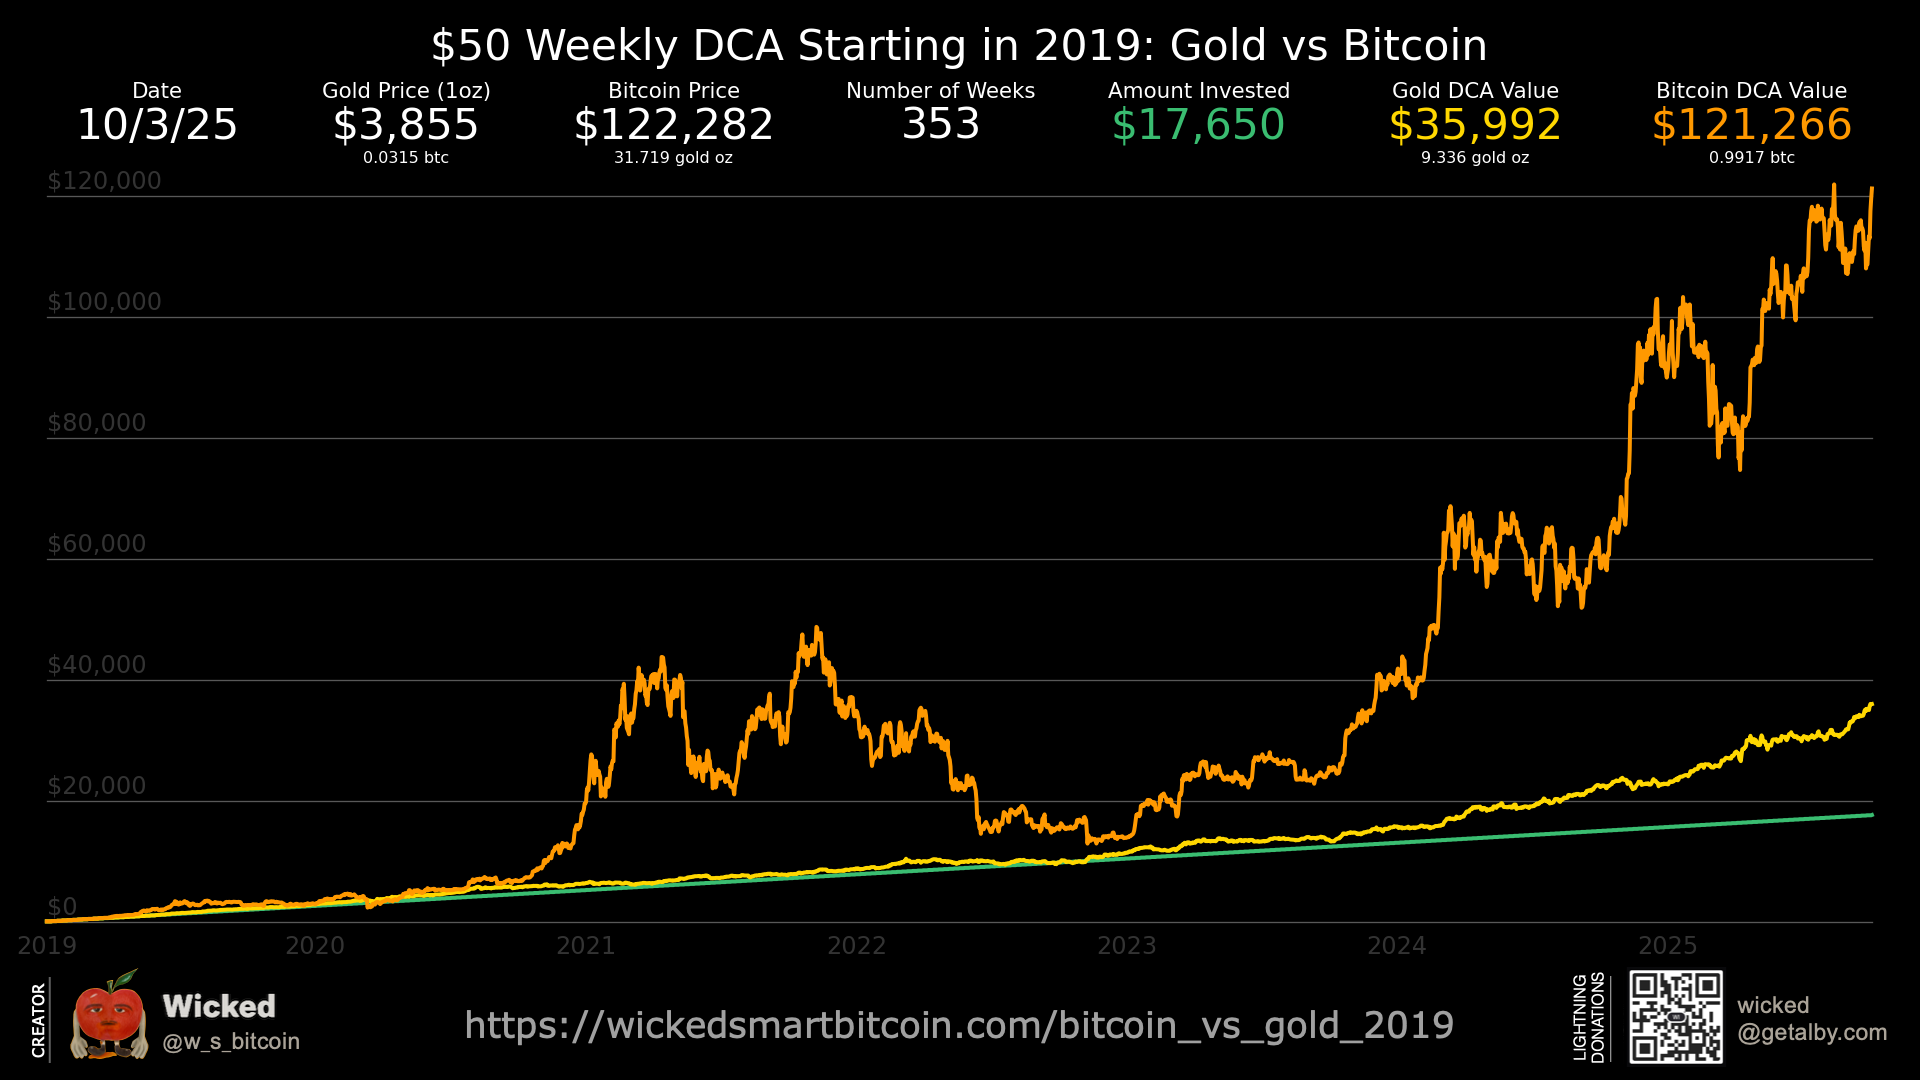 $50 Weekly DCA Starting in 2019: Gold vs Bitcoin
Date
10/3/25
Gold Price (1oz)
$3,855
0.0315 btc
Bitcoin Price
$122,282
31.719 gold oz
Number of Weeks
353
Amount Invested
$17,650
Gold DCA Value
$35,992
9.336 gold oz
Bitcoin DCA Value
$121,266
0.9917 btc
$120,000
$100,000
$80,000
$60,000
$40,000
$20,000
$0
2019
2020
2021
2022
2023
2024
2025
CREATOR
Wicked
@w_s_bitcoin
https://wickedsmartbitcoin.com/bitcoin_vs_gold_2019
LIGHTNING
DONATIONS
wicked
@getalby.com